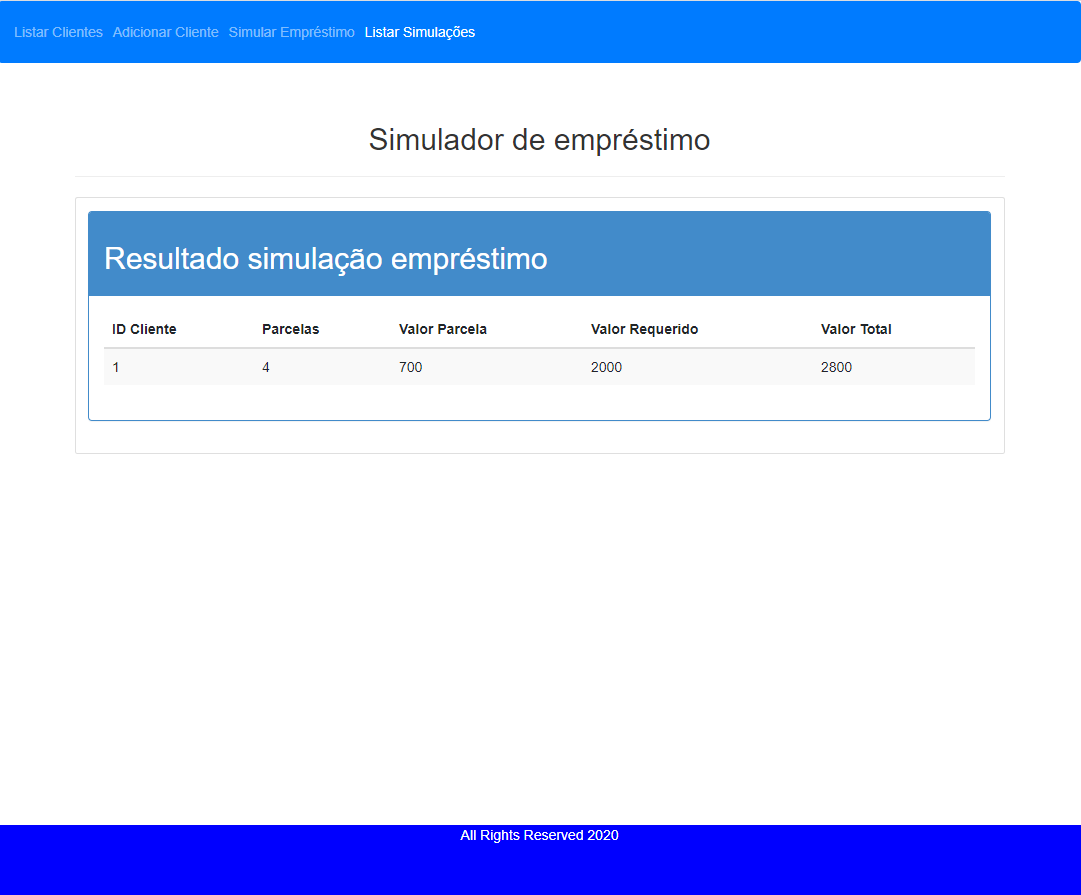 Listar Clientes Adicionar Cliente Simular Empréstimo Listar Simulações
Simulador de empréstimo
Resultado simulação empréstimo
ID Cliente Parcelas Valor Parcela Valor Requerido Valor Total
1 4 700 2000 2800
All Rights Reserved 2020